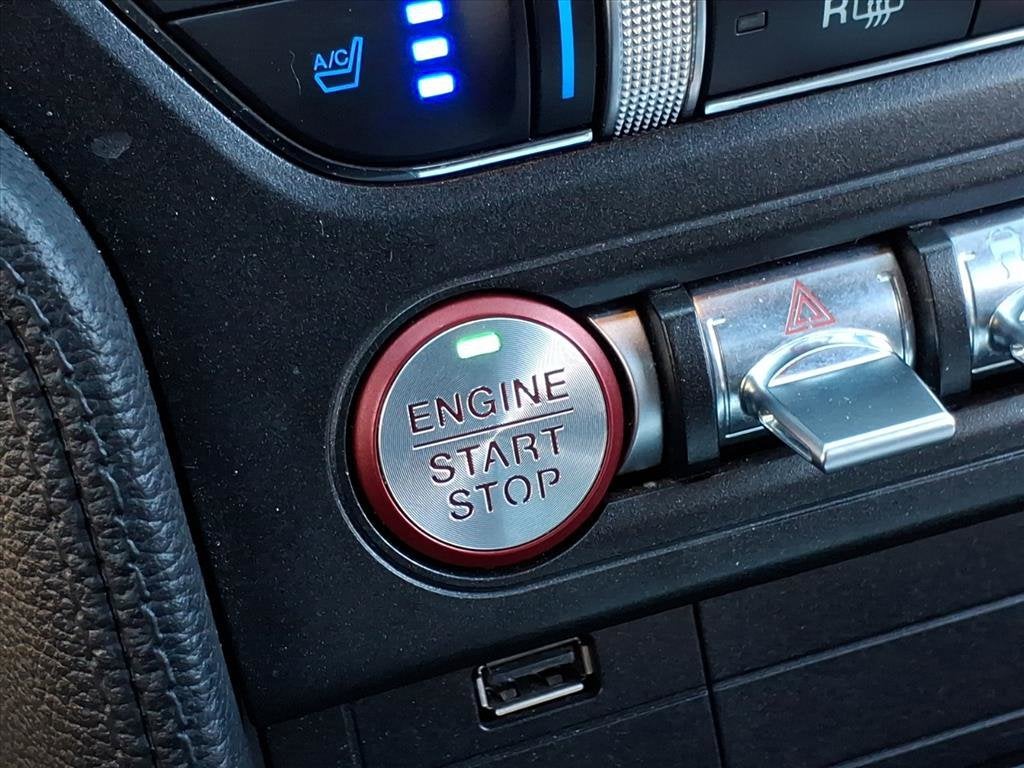 A/C
R
ENGINE
START
STOP